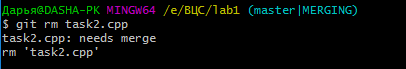 Дарья@DASHA-PK MINGW64 /e/ВЦС/lab1 (master|MERGING)
$ git rm task2.cpp
task2.cpp: needs merge
rm 'task2.cpp'